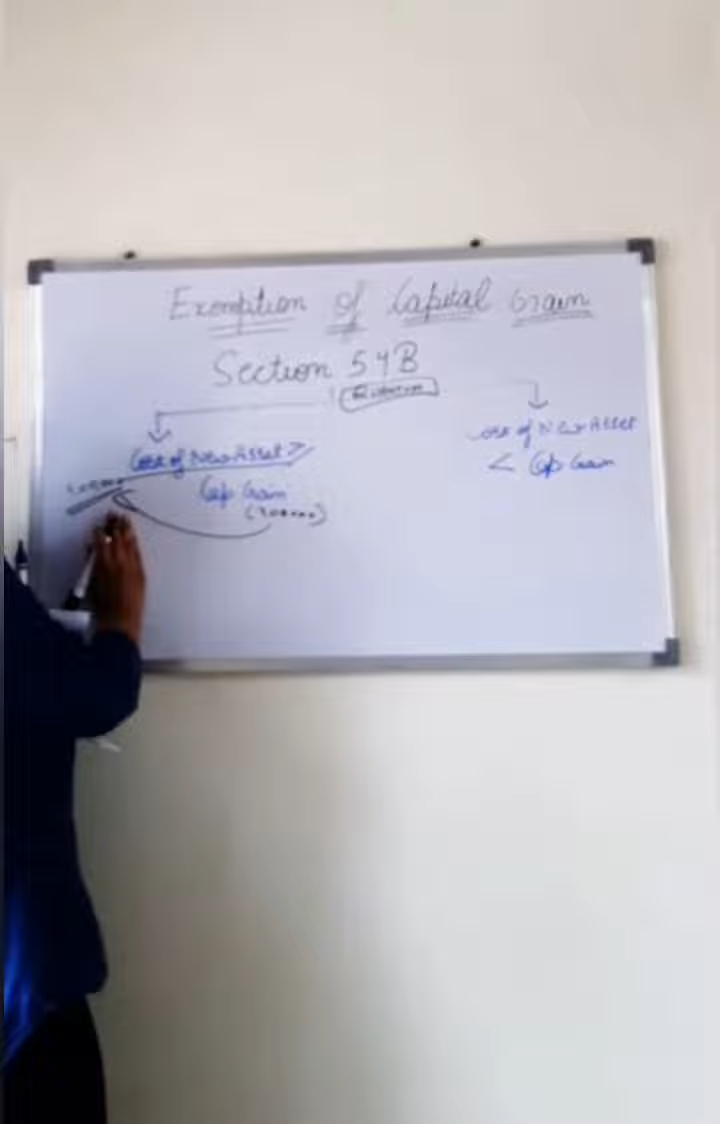 Exemption of Capital Gain
Section 54B
Cost of New Asset >
Cap Gain
Cost of New Asset
< Cap Gain